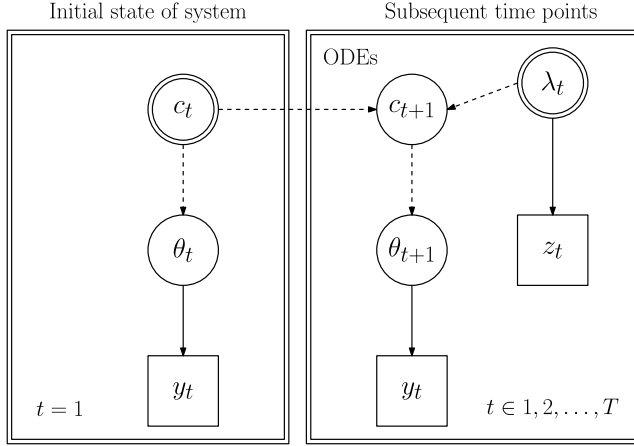 Initial state of system
Subsequent time points
ODEs
c_t
c_{t+1}
λ_t
θ_t
θ_{t+1}
z_t
y_t
y_t
t = 1
t ∈ 1, 2, . . . , T